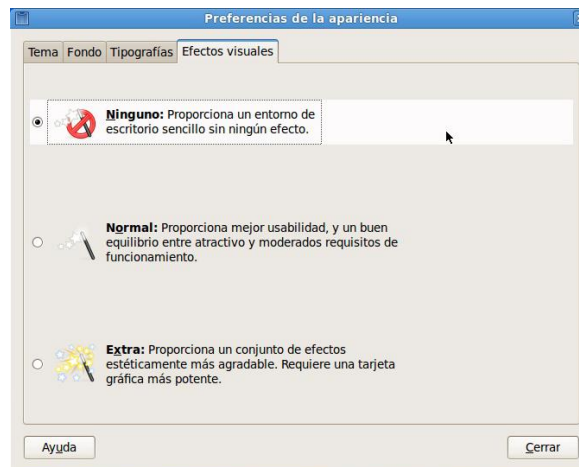 Preferencias de la apariencia
Tema Fondo Tipografías Efectos visuales
Ninguno: Proporciona un entorno de
escritorio sencillo sin ningún efecto.
Normal: Proporciona mejor usabilidad, y un buen
equilibrio entre atractivo y moderados requisitos de
funcionamiento.
Extra: Proporciona un conjunto de efectos
estéticamente más agradable. Requiere una tarjeta
gráfica más potente.
Ayuda Cerrar